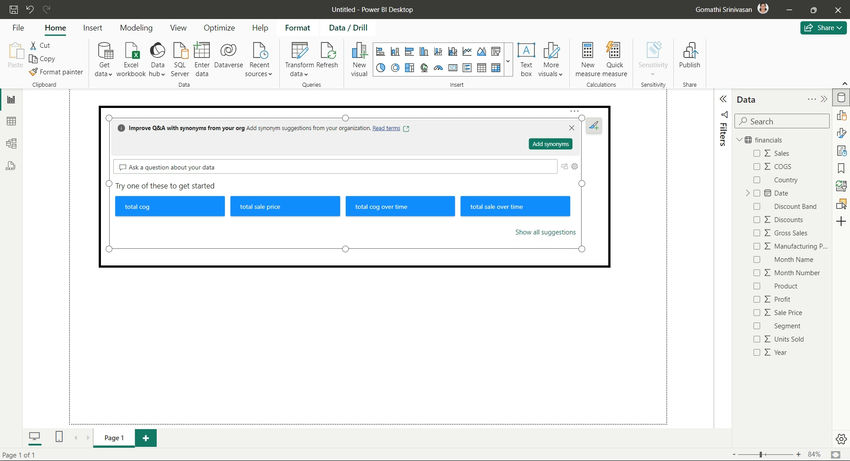 Untitled - Power BI Desktop
Gomathi Srinivasan
File Home Insert Modeling View Optimize Help Format Data / Drill
Share
Paste
Cut
Copy
Format painter
Clipboard
Get data
Excel workbook
Data hub
SQL Server
Enter data
Dataverse
Recent sources
Data
Transform data
Refresh
Queries
New visual
Text box
More visuals
Insert
New measure
Quick measure
Calculations
Sensitivity
Sensitivity
Publish
Share
Improve Q&A with synonyms from your org Add synonym suggestions from your organization. Read terms
Add synonyms
Ask a question about your data
Try one of these to get started
total cog
total sale price
total cog over time
total sale over time
Show all suggestions
Filters
Data
Search
financials
Sales
COGS
Country
Date
Discount Band
Discounts
Gross Sales
Manufacturing P...
Month Name
Month Number
Product
Profit
Sale Price
Segment
Units Sold
Year
Page 1
Page 1 of 1
84%